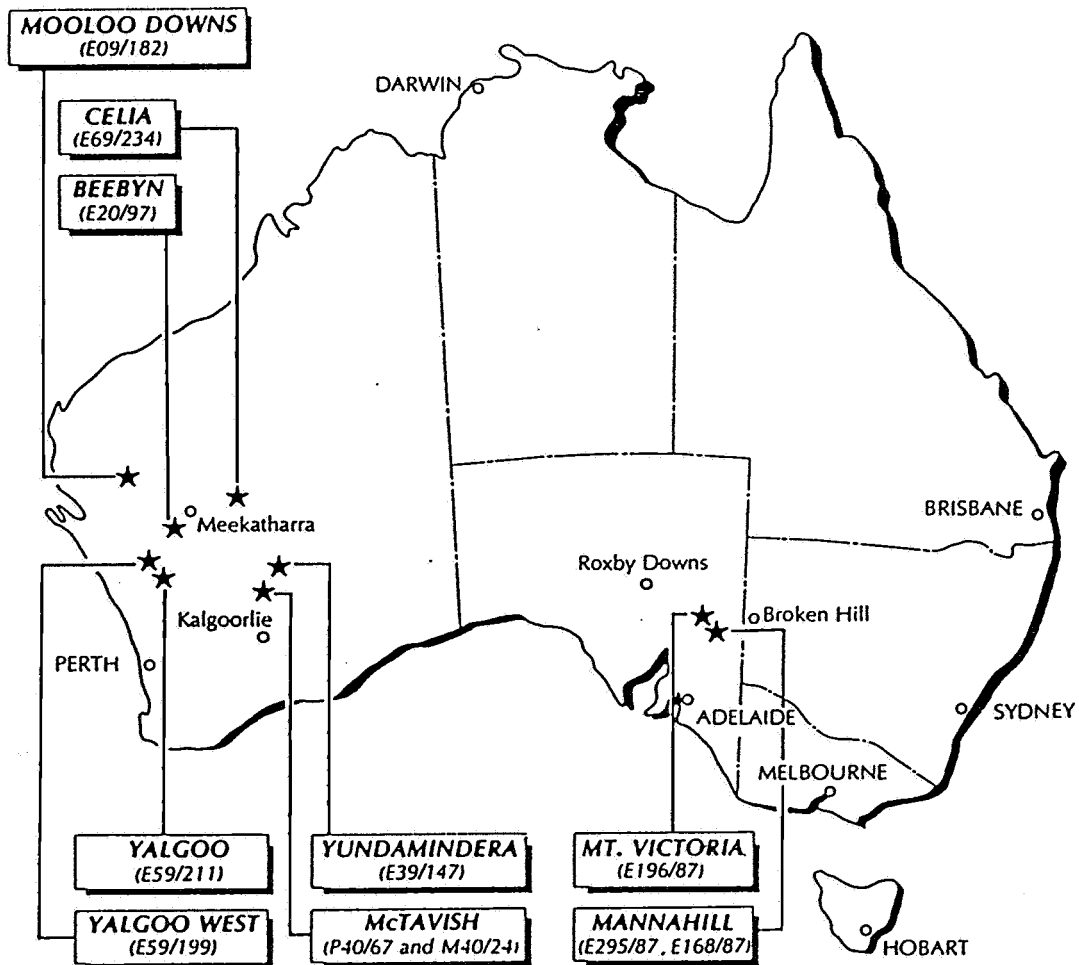 MOOLOO DOWNS
(E09/182)
DARWIN
CELIA
(E69/234)
BEEBYN
(E20/97)
Meekatharra
BRISBANE
Roxby Downs
Kalgoorlie
Broken Hill
PERTH
ADELAIDE
SYDNEY
MELBOURNE
YALGOO
(E59/211)
YUNDAMINDERA
(E39/147)
MT. VICTORIA
(E196/87)
YALGOO WEST
(E59/199)
McTAVISH
(P40/67 and M40/24)
MANNAHILL
(E295/87, E168/87)
HOBART